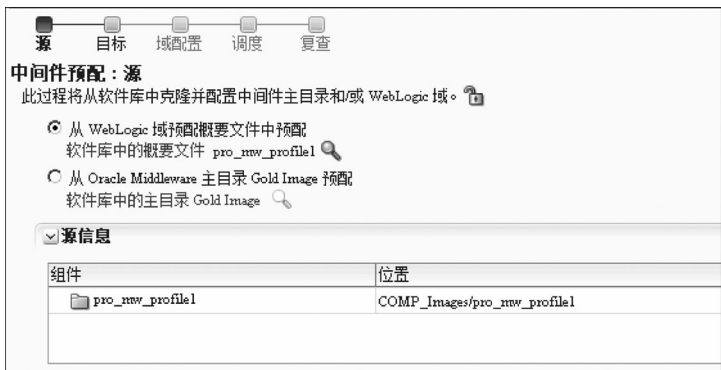 源 目标 域配置 调度 复查
中间件预配：源
此过程将从软件库中克隆并配置中间件主目录和/或 WebLogic 域。
从 WebLogic 域预配概要文件中预配
软件库中的概要文件 pro_mw_profile1
从 Oracle Middleware 主目录 Gold Image 预配
软件库中的主目录 Gold Image
源信息
组件 位置
pro_mw_profile1 COMP_Images/pro_mw_profile1